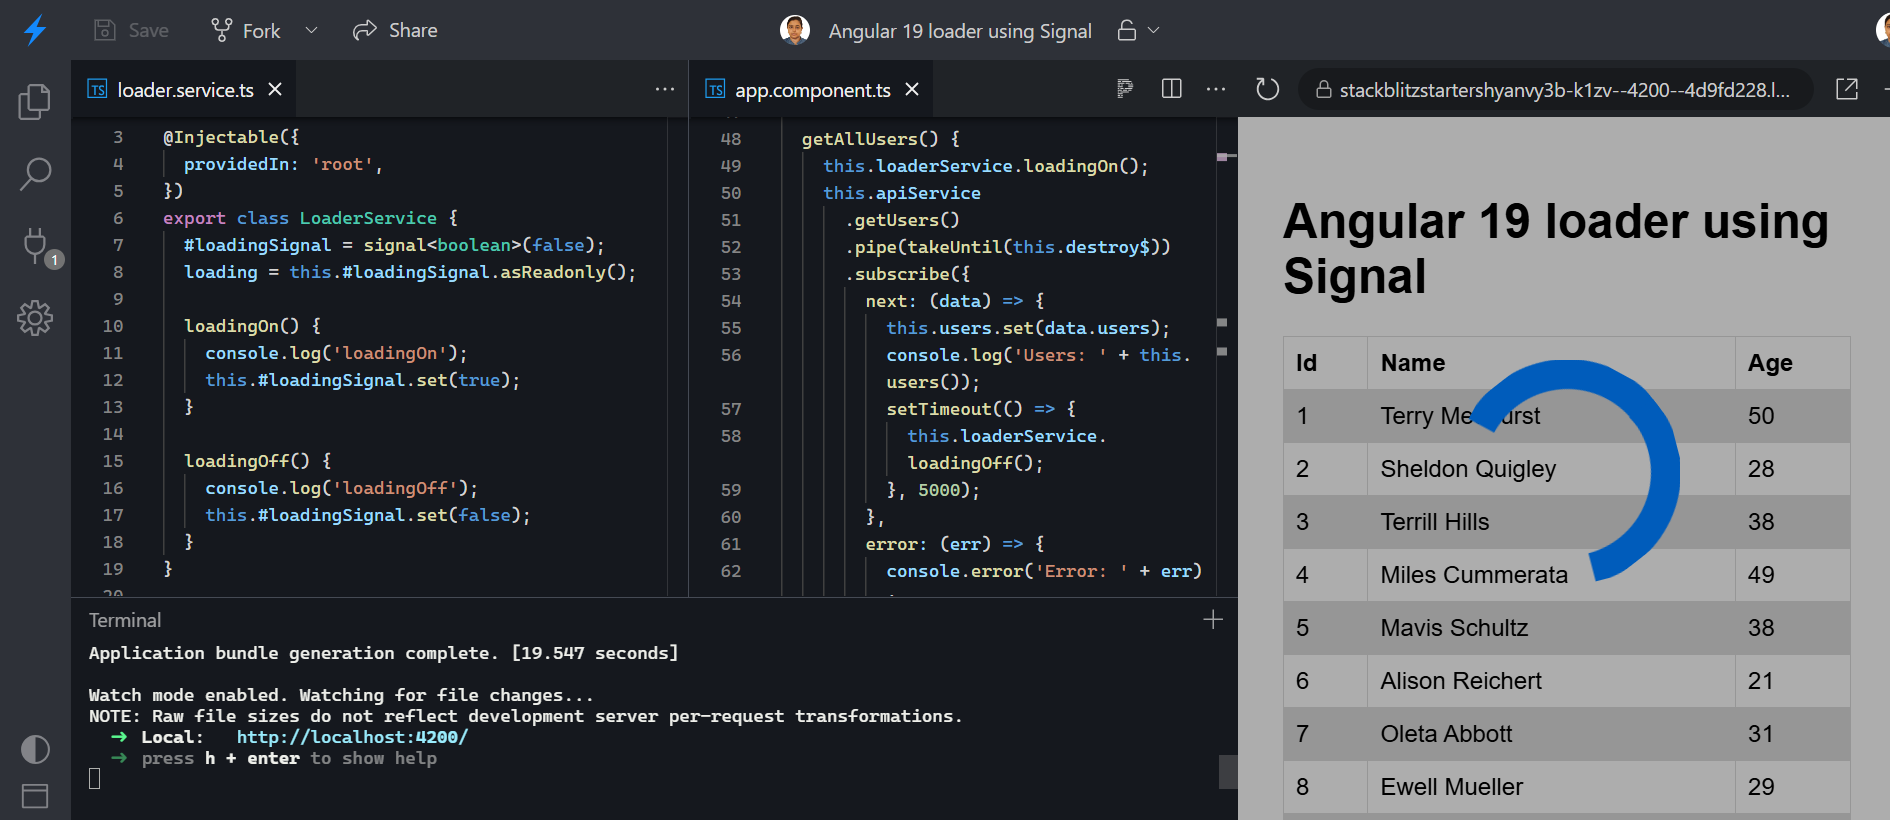 Save Fork Share Angular 19 loader using Signal
TS loader.service.ts
TS app.component.ts
stackblitzstartershyanvy3b-k1zv--4200--4d9fd228.l...
1
3 @Injectable({
4 providedIn: 'root',
5 })
6 export class LoaderService {
7 #loadingSignal = signal<boolean>(false);
8 loading = this.#loadingSignal.asReadonly();
9
10 loadingOn() {
11 console.log('loadingOn');
12 this.#loadingSignal.set(true);
13 }
14
15 loadingOff() {
16 console.log('loadingOff');
17 this.#loadingSignal.set(false);
18 }
19 }
20
48 getAllUsers() {
49 this.loaderService.loadingOn();
50 this.apiService
51 .getUsers()
52 .pipe(takeUntil(this.destroy$))
53 .subscribe({
54 next: (data) => {
55 this.users.set(data.users);
56 console.log('Users: ' + this.
users());
57 setTimeout(() => {
58 this.loaderService.
loadingOff();
59 }, 5000);
60 },
61 error: (err) => {
62 console.error('Error: ' + err)
Terminal
Application bundle generation complete. [19.547 seconds]
Watch mode enabled. Watching for file changes...
NOTE: Raw file sizes do not reflect development server per-request transformations.
➜ Local: http://localhost:4200/
➜ press h + enter to show help
Angular 19 loader using
Signal
Id Name Age
1 Terry 50
2 Sheldon Quigley 28
3 Terrill Hills 38
4 Miles Cummerata 49
5 Mavis Schultz 38
6 Alison Reichert 21
7 Oleta Abbott 31
8 Ewell Mueller 29